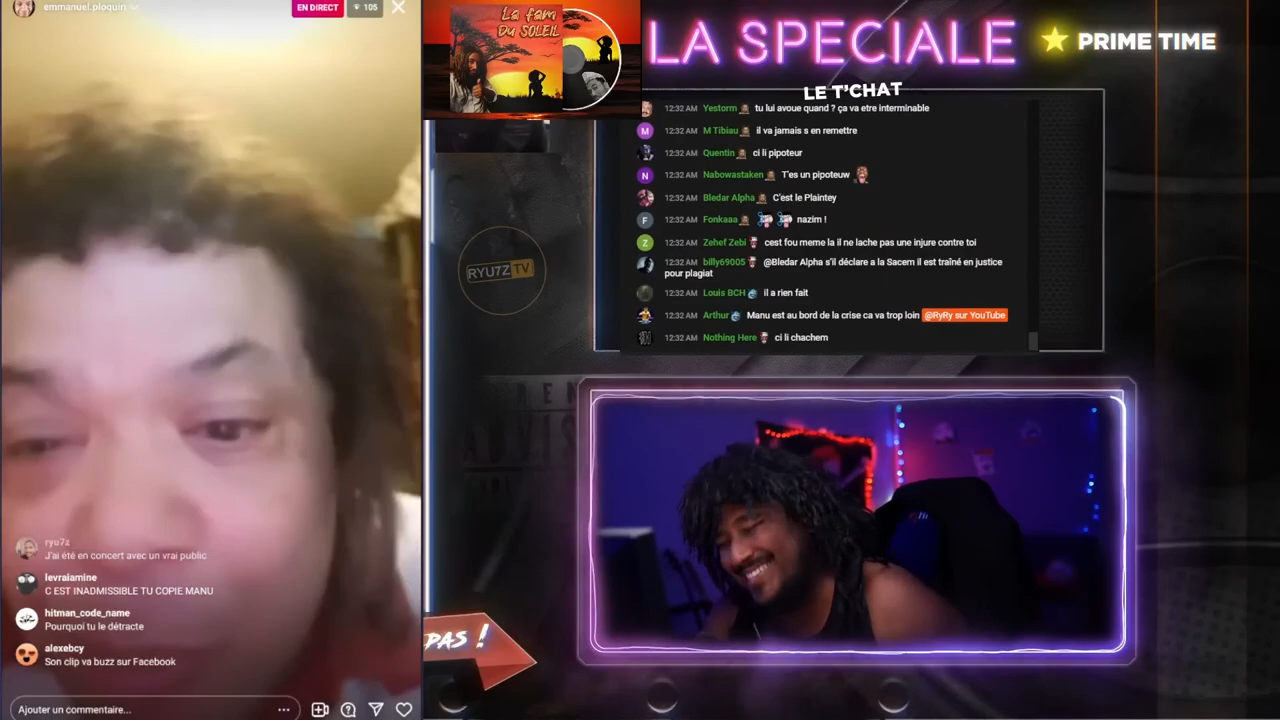 emmanuel.ploquin
EN DIRECT
105
La fam
DU SOLEIL
LA SPECIALE
PRIME TIME
LE T'CHAT
12:32 AM Yestorm tu lui avoue quand ? ça va etre interminable
M 12:32 AM M Tibiau il va jamais s en remettre
12:32 AM Quentin ci li pipoteur
N 12:32 AM Nabowastaken T'es un pipoteuw
12:32 AM Bledar Alpha C'est le Plaintey
F 12:32 AM Fonkaaa nazim !
Z 12:32 AM Zehef Zebi cest fou meme la il ne lache pas une injure contre toi
12:32 AM billy69005 @Bledar Alpha s'il déclare a la Sacem il est traîné en justice
pour plagiat
12:32 AM Louis BCH il a rien fait
12:32 AM Arthur Manu est au bord de la crise ca va trop loin @RyRy sur YouTube
12:32 AM Nothing Here ci li chachem
RYU7Z TV
ryu7z
J'ai été en concert avec un vrai public
levraiamine
C EST INADMISSIBLE TU COPIE MANU
hitman_code_name
Pourquoi tu le détracte
alexebcy
Son clip va buzz sur Facebook
PAS !
Ajouter un commentaire...